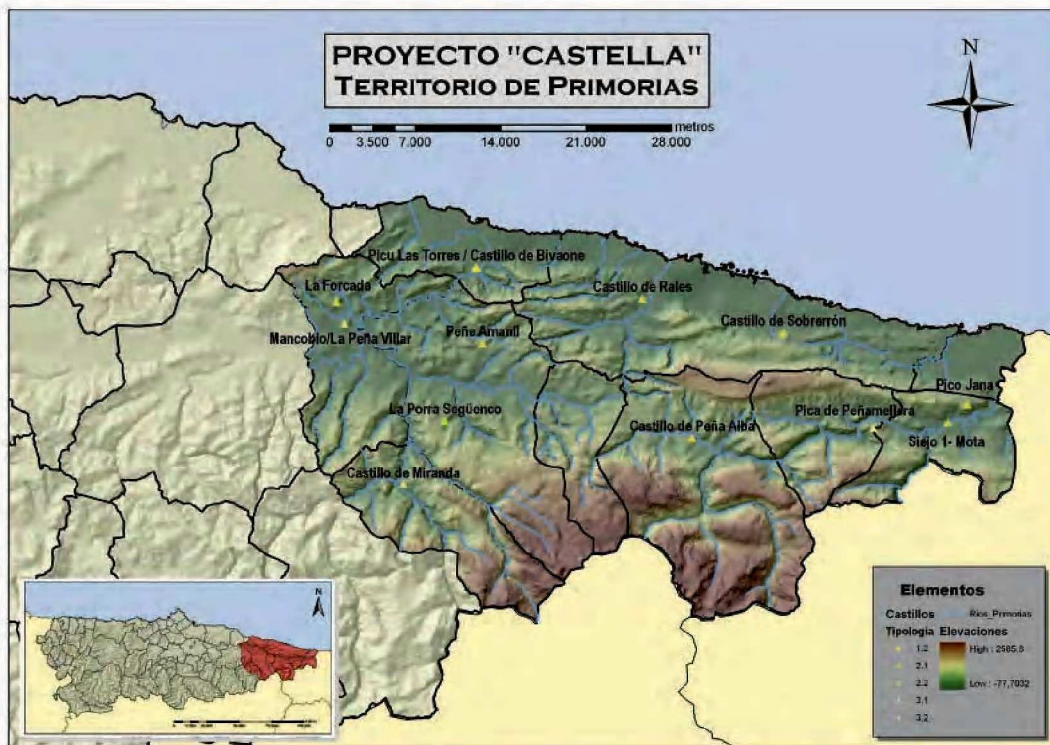 PROYECTO "CASTELLA"
TERRITORIO DE PRIMORIAS
metros
0 3.500 7.000 14.000 21.000 28.000
N
Picu Las Torres / Castillo de Bivaone
La Forcada
Castillo de Rales
Mancobio/La Peña Villar
Peñe Amanil
Castillo de Sobrerrón
Pico Jana
La Porra Següenco
Pica de Peñamellera
Castillo de Peña Alba
Siejo 1- Mota
Castillo de Miranda
N
Elementos
Castillos
Rios_Primorias
Tipología Elevaciones
1.2
High : 2585,8
2.1
2.2
Low : -77,7032
3.1
3.2